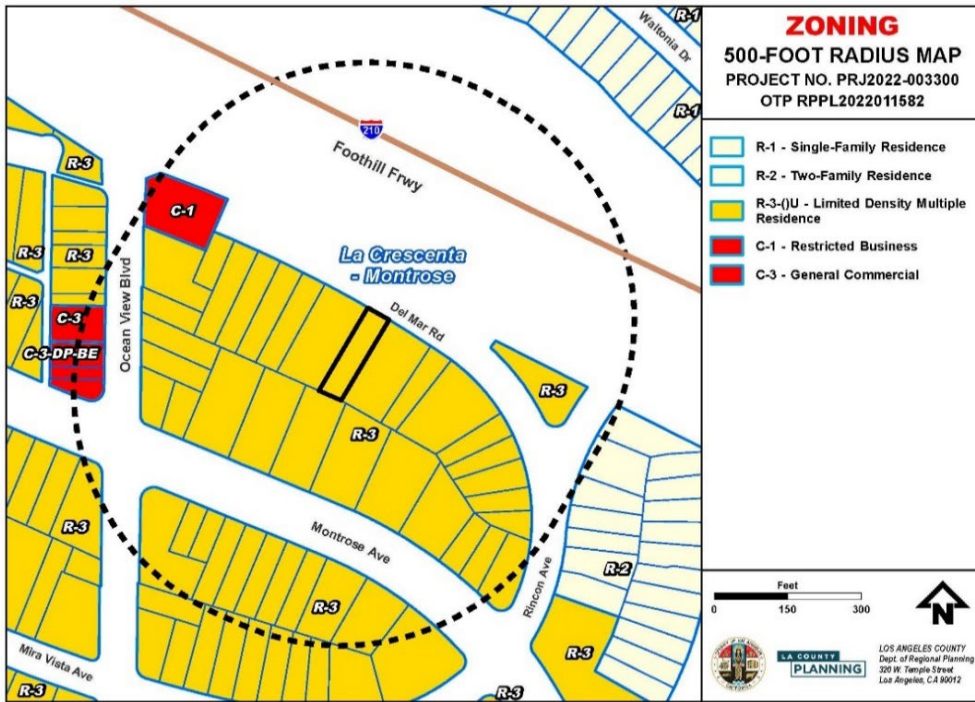 ZONING
500-FOOT RADIUS MAP
PROJECT NO. PRJ2022-003300
OTP RPPL2022011582
R-1 - Single-Family Residence
R-2 - Two-Family Residence
R-3-()U - Limited Density Multiple
Residence
C-1 - Restricted Business
C-3 - General Commercial
R-1
Waltonia Dr
R-1
210
Foothill Frwy
R-3
C-1
La Crescenta
- Montrose
R-3
R-3
R-3
Ocean View Blvd
Del Mar Rd
C-3
C-3-DP-BE
R-3
R-3
R-3
Montrose Ave
Rincon Ave
R-2
R-3
Mira Vista Ave
R-3
R-3
R-3
Feet
0 150 300
N
LA COUNTY
PLANNING
LOS ANGELES COUNTY
Dept. of Regional Planning
320 W. Temple Street
Los Angeles, CA 90012